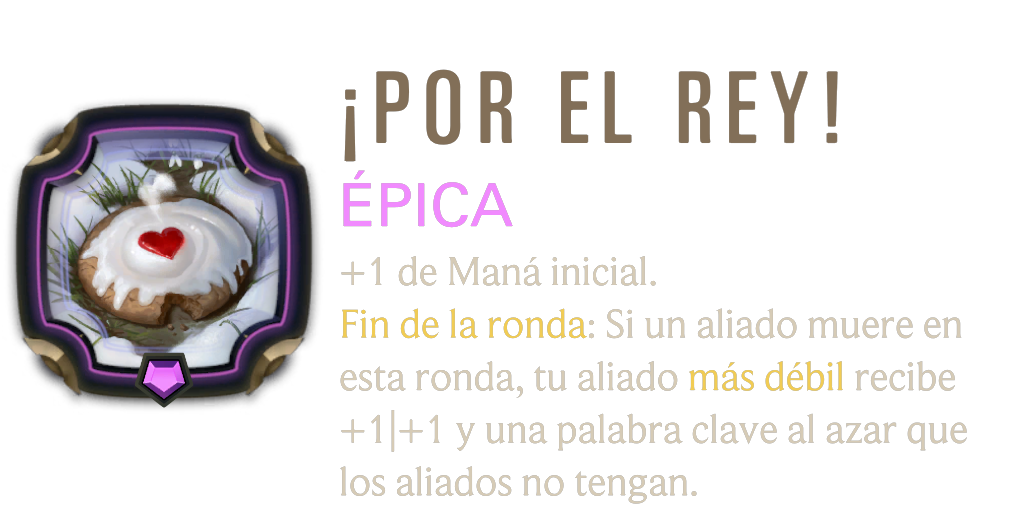 ¡POR EL REY!
ÉPICA
+1 de Maná inicial.
Fin de la ronda: Si un aliado muere en
esta ronda, tu aliado más débil recibe
+1|+1 y una palabra clave al azar que
los aliados no tengan.